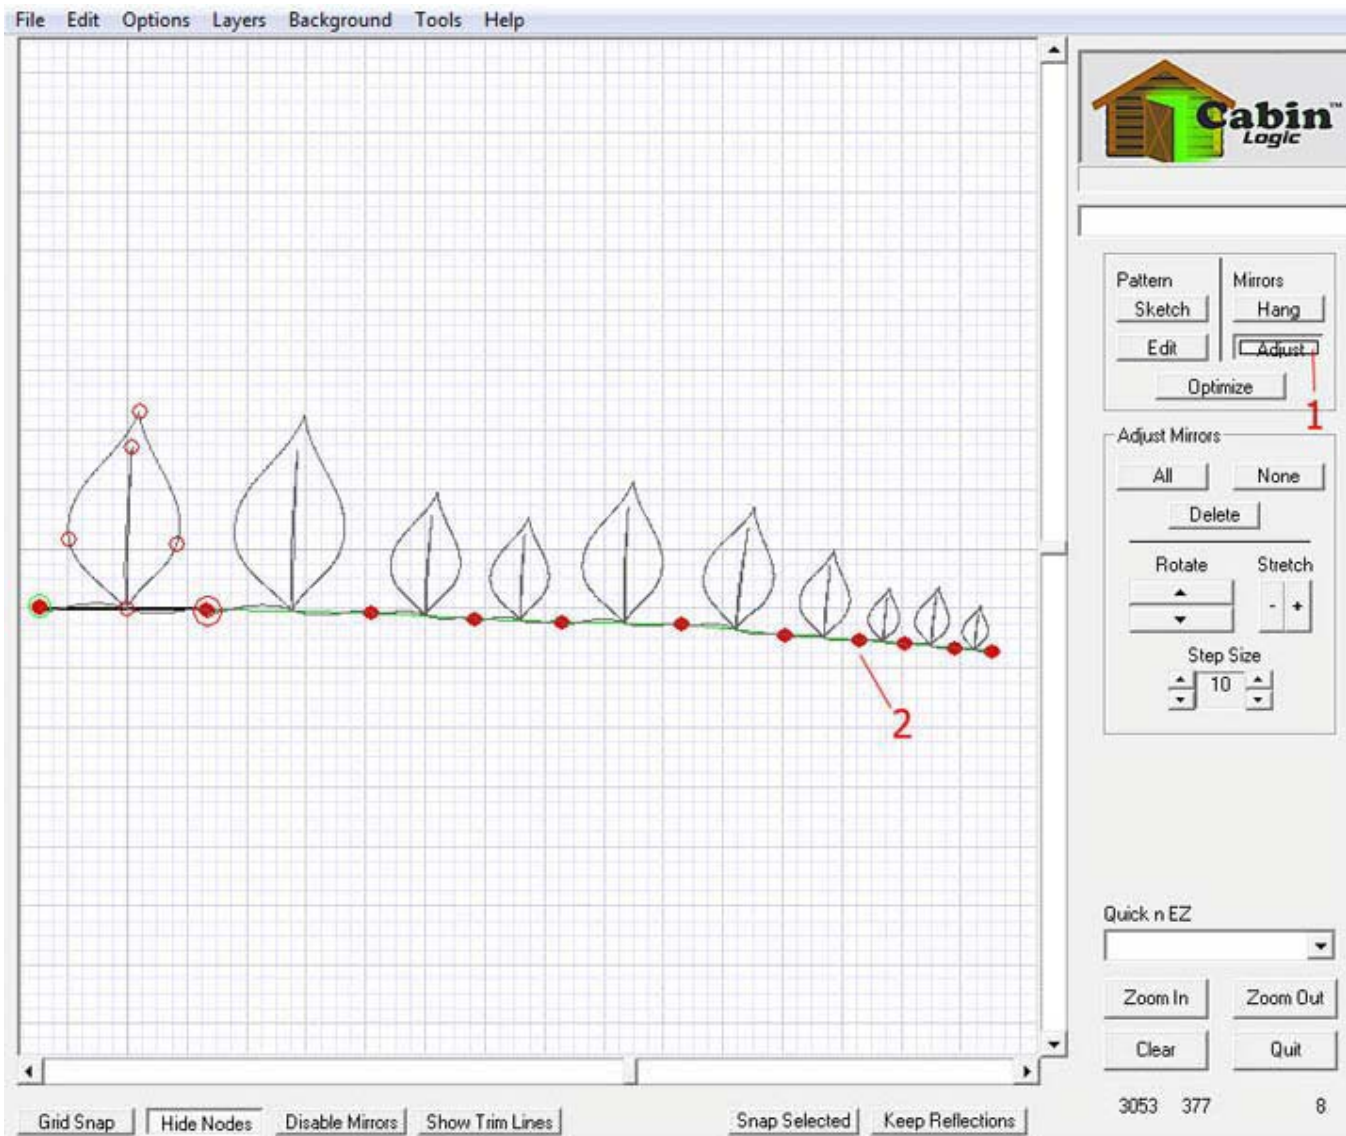 File Edit Options Layers Background Tools Help
Cabin™
Logic
Pattern Mirrors
Sketch Hang
Edit Adjust
Optimize
1
Adjust Mirrors
All None
Delete
Rotate Stretch
- +
Step Size
10
2
Quick n EZ
Zoom In Zoom Out
Clear Quit
3053 377 8
Grid Snap Hide Nodes Disable Mirrors Show Trim Lines Snap Selected Keep Reflections